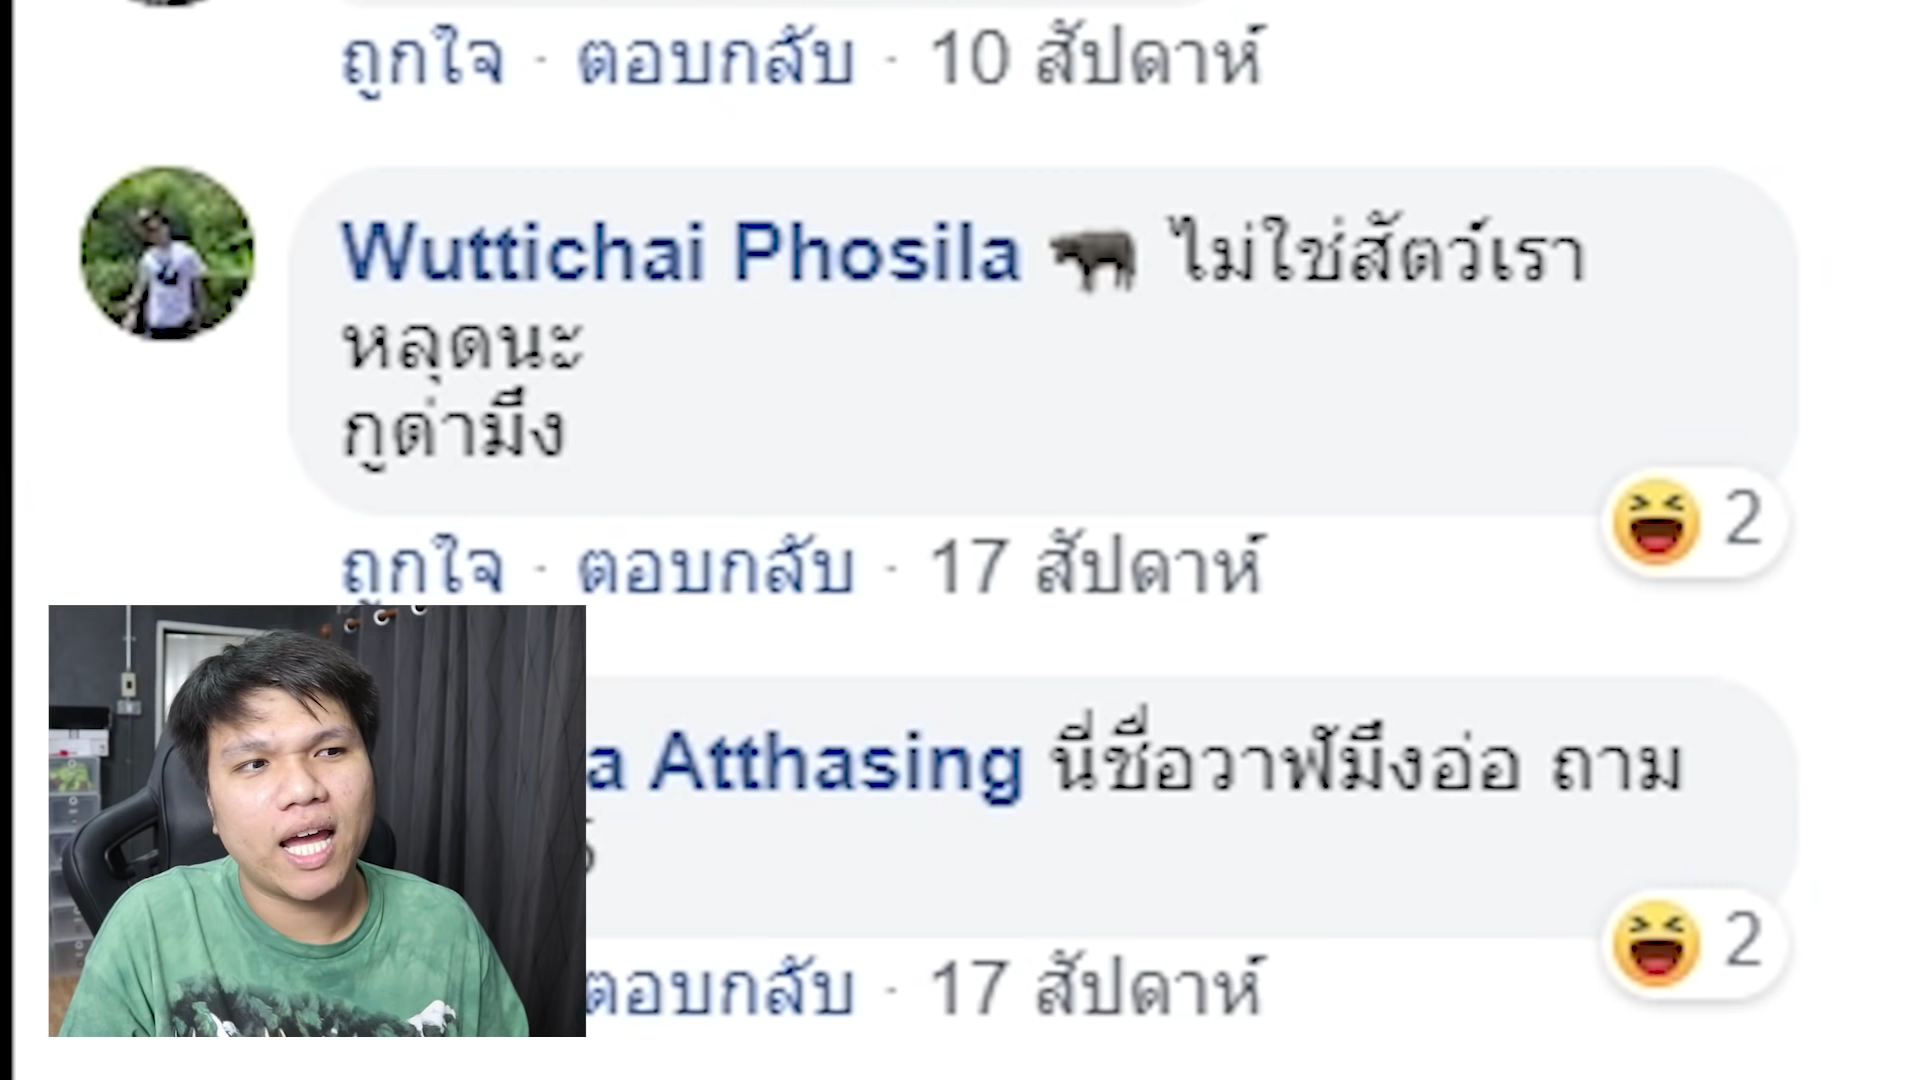 ถูกใจ · ตอบกลับ · 10 สัปดาห์
Wuttichai Phosila 🐃 ไม่ใช่สัตว์เรา
หลุดนะ
กูด่ามึง
2
ถูกใจ · ตอบกลับ · 17 สัปดาห์
a Atthasing นี่ชื่อวาฬมึงอ่อ ถาม
2
ตอบกลับ · 17 สัปดาห์